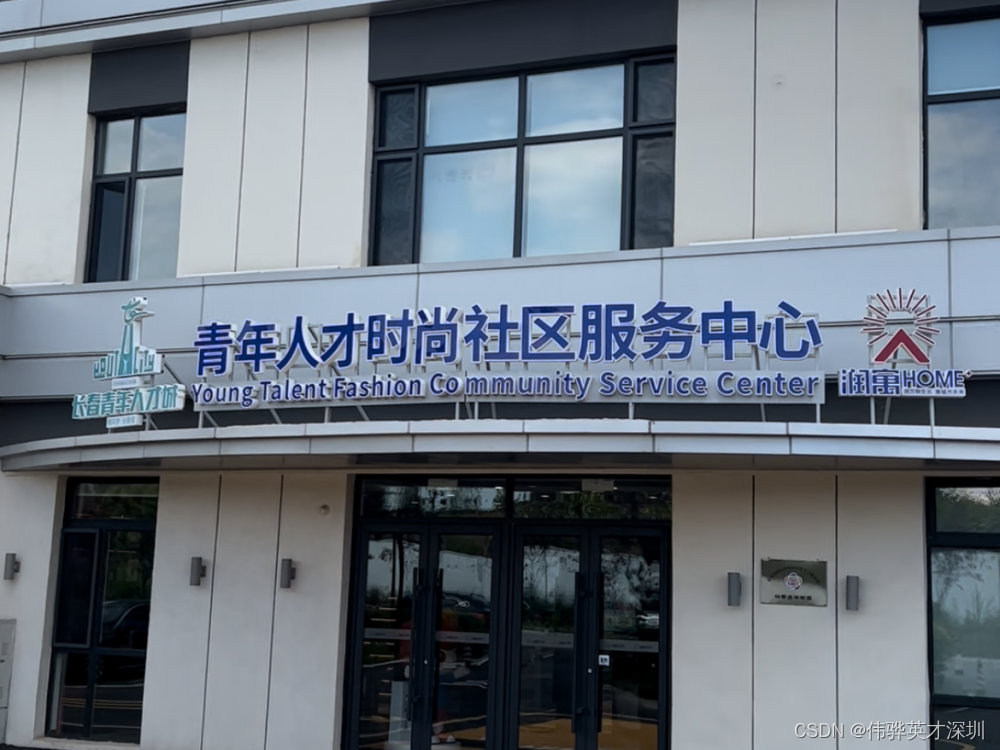 青年人才时尚社区服务中心
Young Talent Fashion Community Service Center
长春青年人才城
润寓HOME+
CSDN @伟骅英才深圳